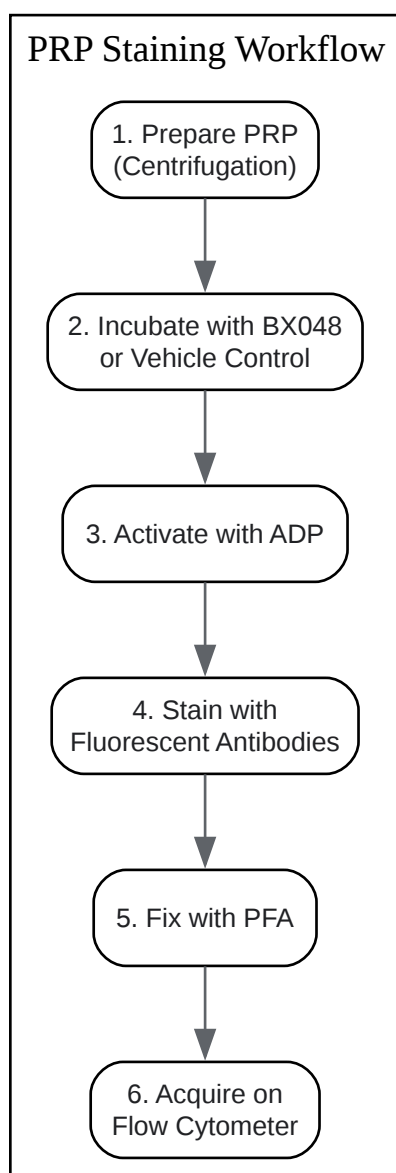 PRP Staining Workflow
1. Prepare PRP
(Centrifugation)
2. Incubate with BX048
or Vehicle Control
3. Activate with ADP
4. Stain with
Fluorescent Antibodies
5. Fix with PFA
6. Acquire on
Flow Cytometer